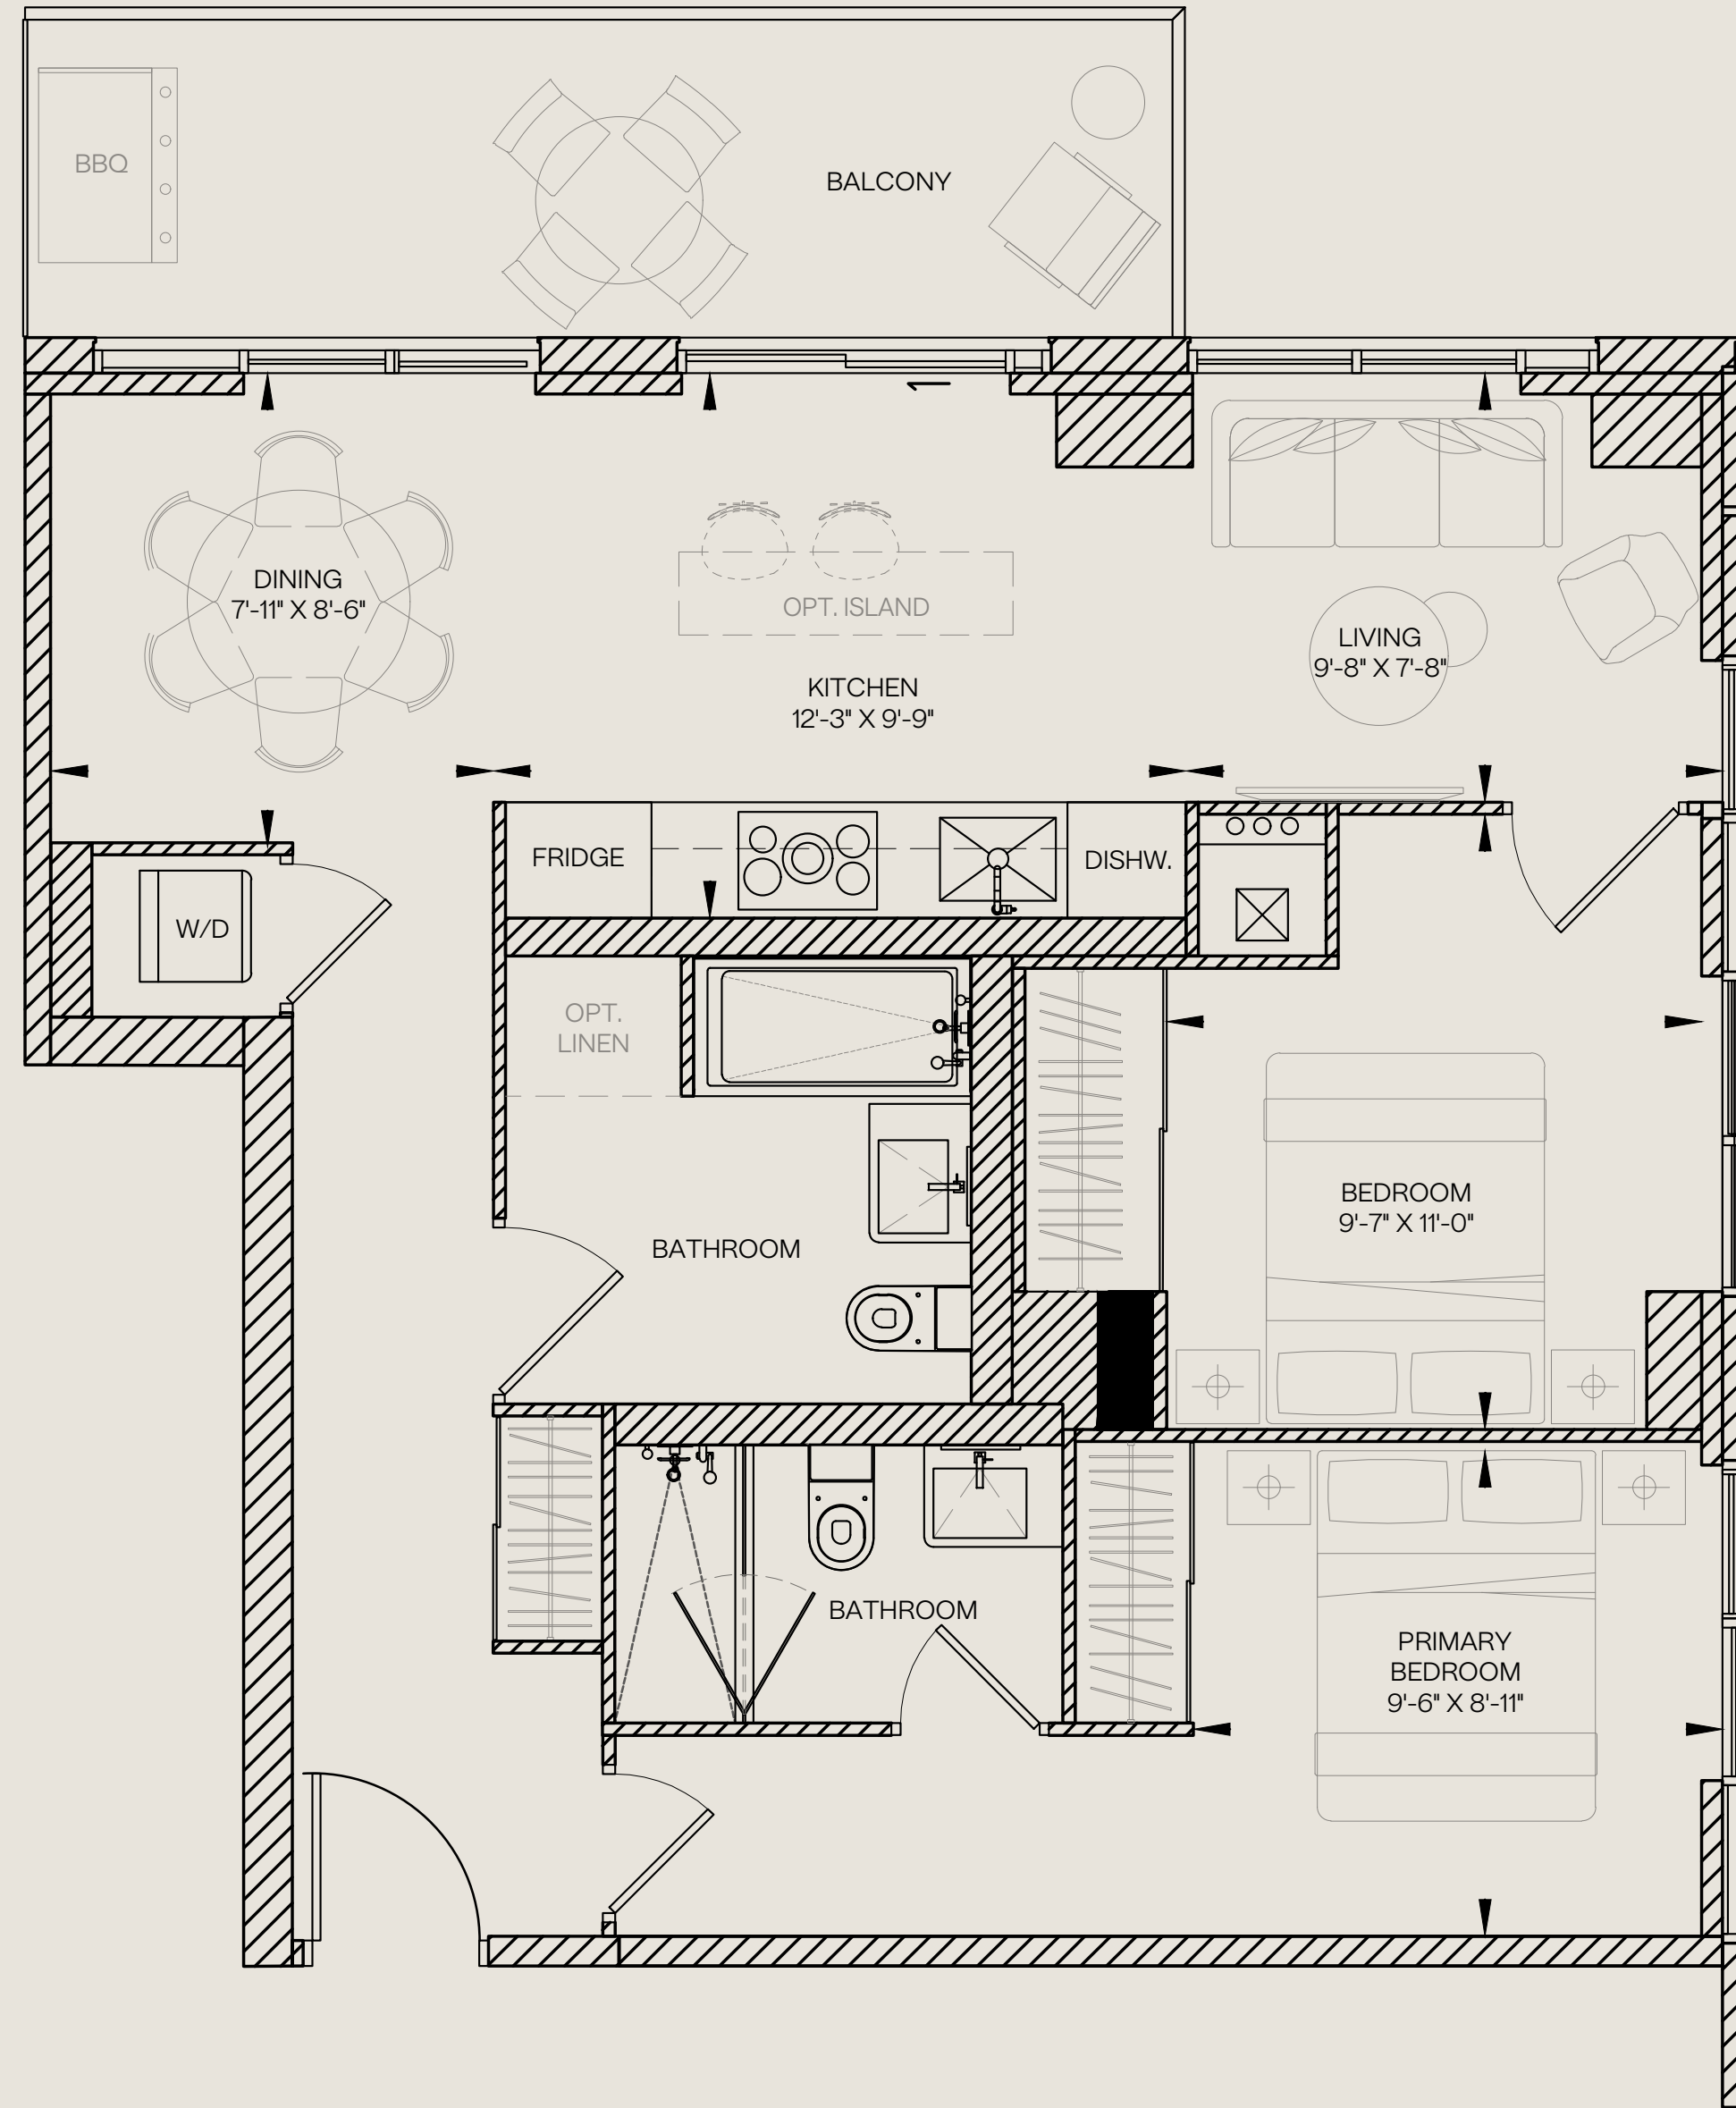 BBQ
BALCONY
DINING
7'-11" X 8'-6"
OPT. ISLAND
KITCHEN
12'-3" X 9'-9"
LIVING
9'-8" X 7'-8"
FRIDGE
DISHW.
W/D
OPT.
LINEN
BATHROOM
BEDROOM
9'-7" X 11'-0"
BATHROOM
PRIMARY
BEDROOM
9'-6" X 8'-11"